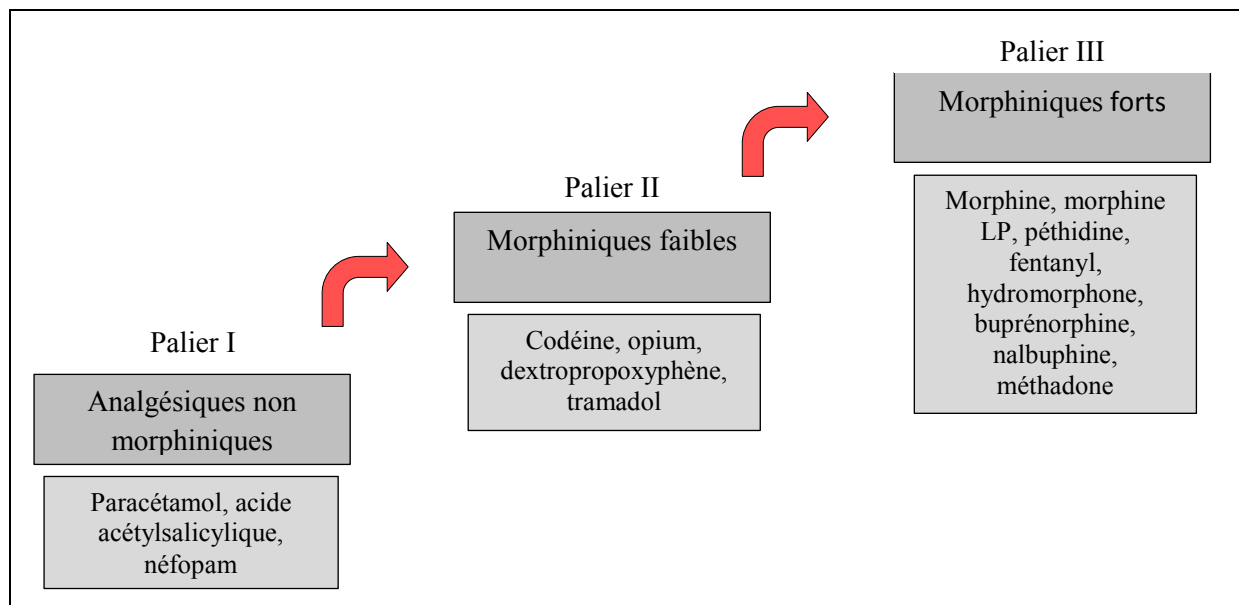 Palier I
Analgésiques non
morphiniques
Paracétamol, acide
acétylsalicylique,
néfopam
Palier II
Morphiniques faibles
Codéine, opium,
dextropropoxyphène,
tramadol
Palier III
Morphiniques forts
Morphine, morphine
LP, péthidine,
fentanyl,
hydromorphone,
buprénorphine,
nalbuphine,
méthadone